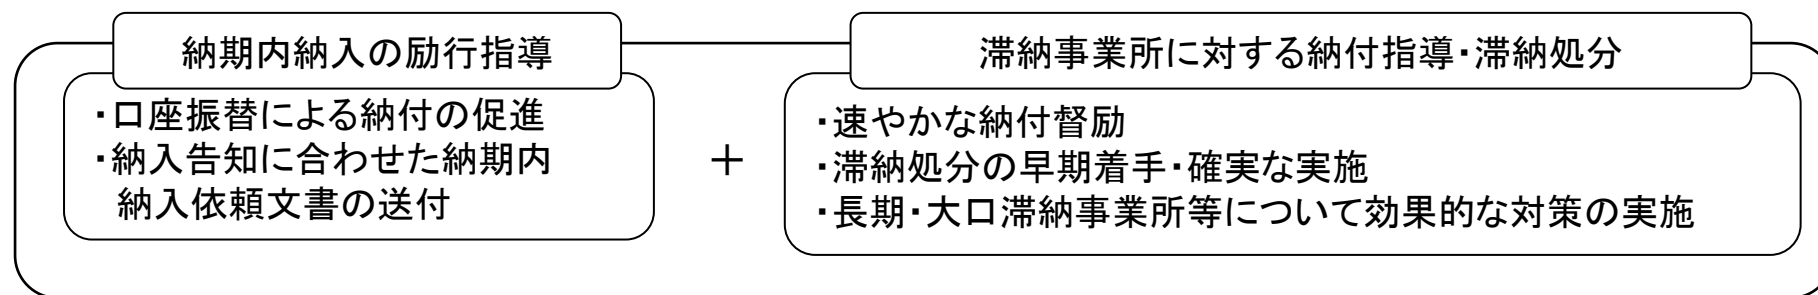 納期内納入の励行指導
・口座振替による納付の促進
・納入告知に合わせた納期内
納入依頼文書の送付
＋
滞納事業所に対する納付指導・滞納処分
・速やかな納付督励
・滞納処分の早期着手・確実な実施
・長期・大口滞納事業所等について効果的な対策の実施